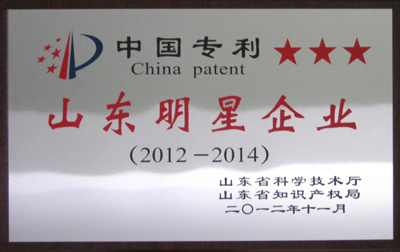 中国专利 ★★★
China patent
山东明星企业
(2012-2014)
山东省科学技术厅
山东省知识产权局
二〇一二年十一月